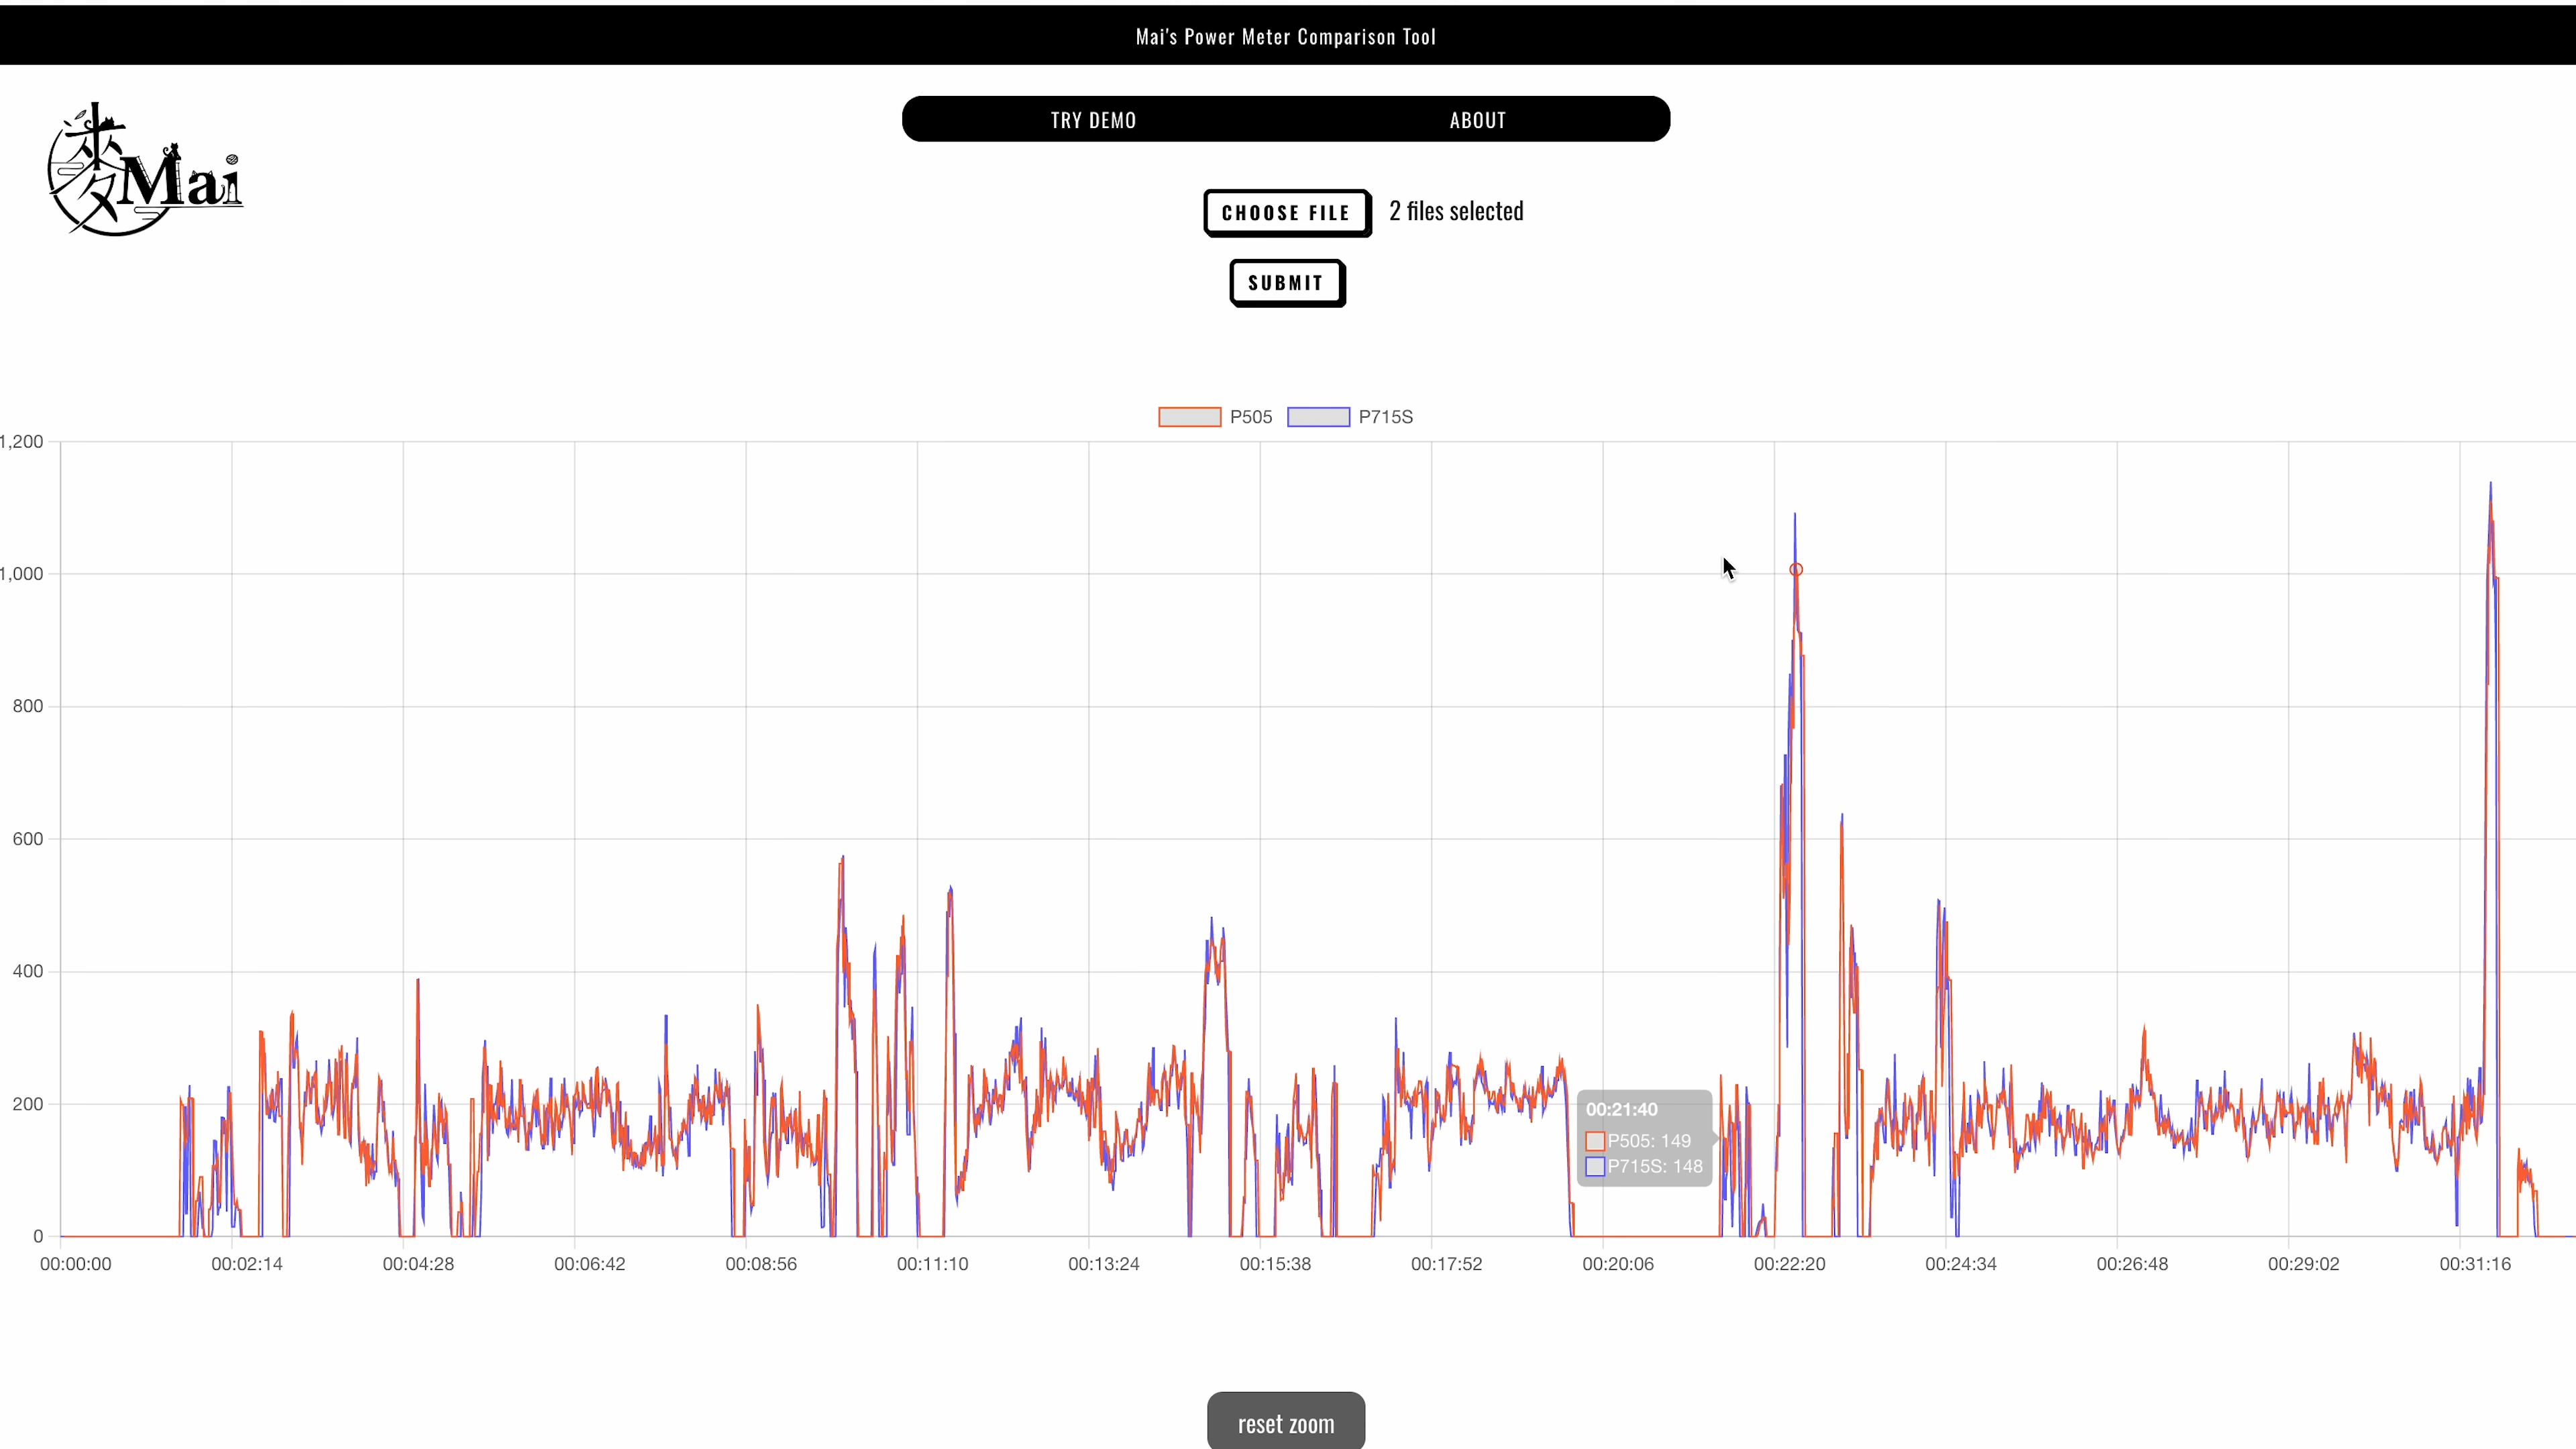 Mai's Power Meter Comparison Tool
TRY DEMO
ABOUT
麥Mai
CHOOSE FILE
2 files selected
SUBMIT
P505
P715S
1,200
1,000
800
600
400
200
0
00:21:40
P505: 149
P715S: 148
00:00:00
00:02:14
00:04:28
00:06:42
00:08:56
00:11:10
00:13:24
00:15:38
00:17:52
00:20:06
00:22:20
00:24:34
00:26:48
00:29:02
00:31:16
reset zoom